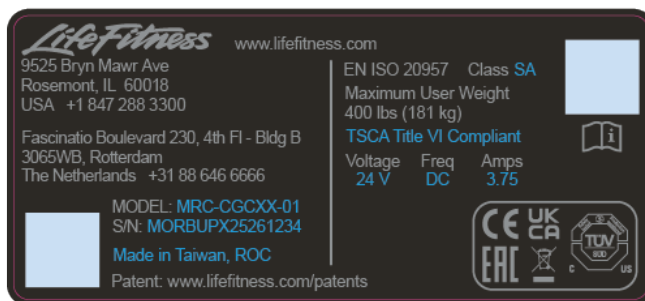 LifeFitness www.lifefitness.com
9525 Bryn Mawr Ave
Rosemont, IL 60018
USA +1 847 288 3300
Fascinatio Boulevard 230, 4th Fl - Bldg B
3065WB, Rotterdam
The Netherlands +31 88 646 6666
MODEL: MRC-CGCXX-01
S/N: MORBUPX25261234
Made in Taiwan, ROC
Patent: www.lifefitness.com/patents
EN ISO 20957 Class SA
Maximum User Weight
400 lbs (181 kg)
TSCA Title VI Compliant
Voltage Freq Amps
24 V DC 3.75
i
CE UK
CA
EAC
TÜV
C US